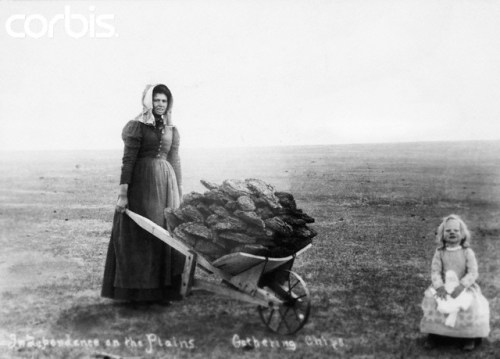 corbis.
Independence on the Plains Gathering Chips.